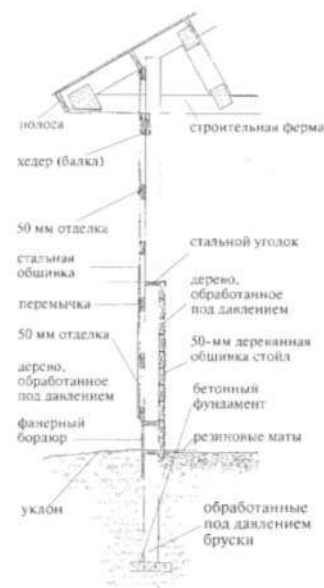 полоса
строительная ферма
хедер (балка)
50 мм отделка
стальной уголок
стальная
обшивка
дерево,
обработанное
под давлением
перемычка
50 мм отделка
50-мм деревянная
обшивка стойл
дерево,
обработанное
под давлением
бетонный
фундамент
фанерный
бордюр
резиновые маты
уклон
обработанные
под давлением
бруски